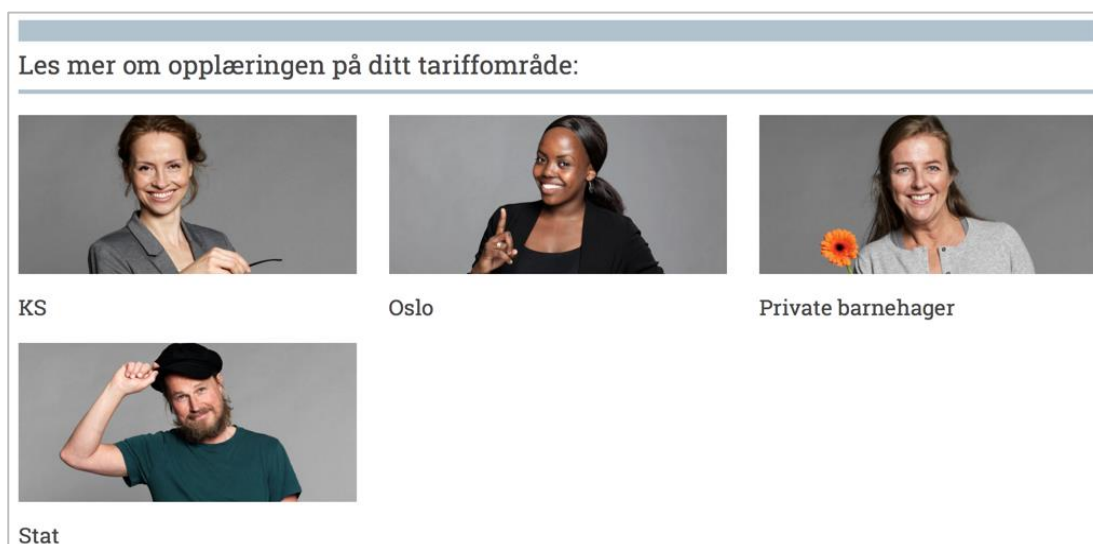 Les mer om opplæringen på ditt tariffområde:
KS
Oslo
Private barnehager
Stat